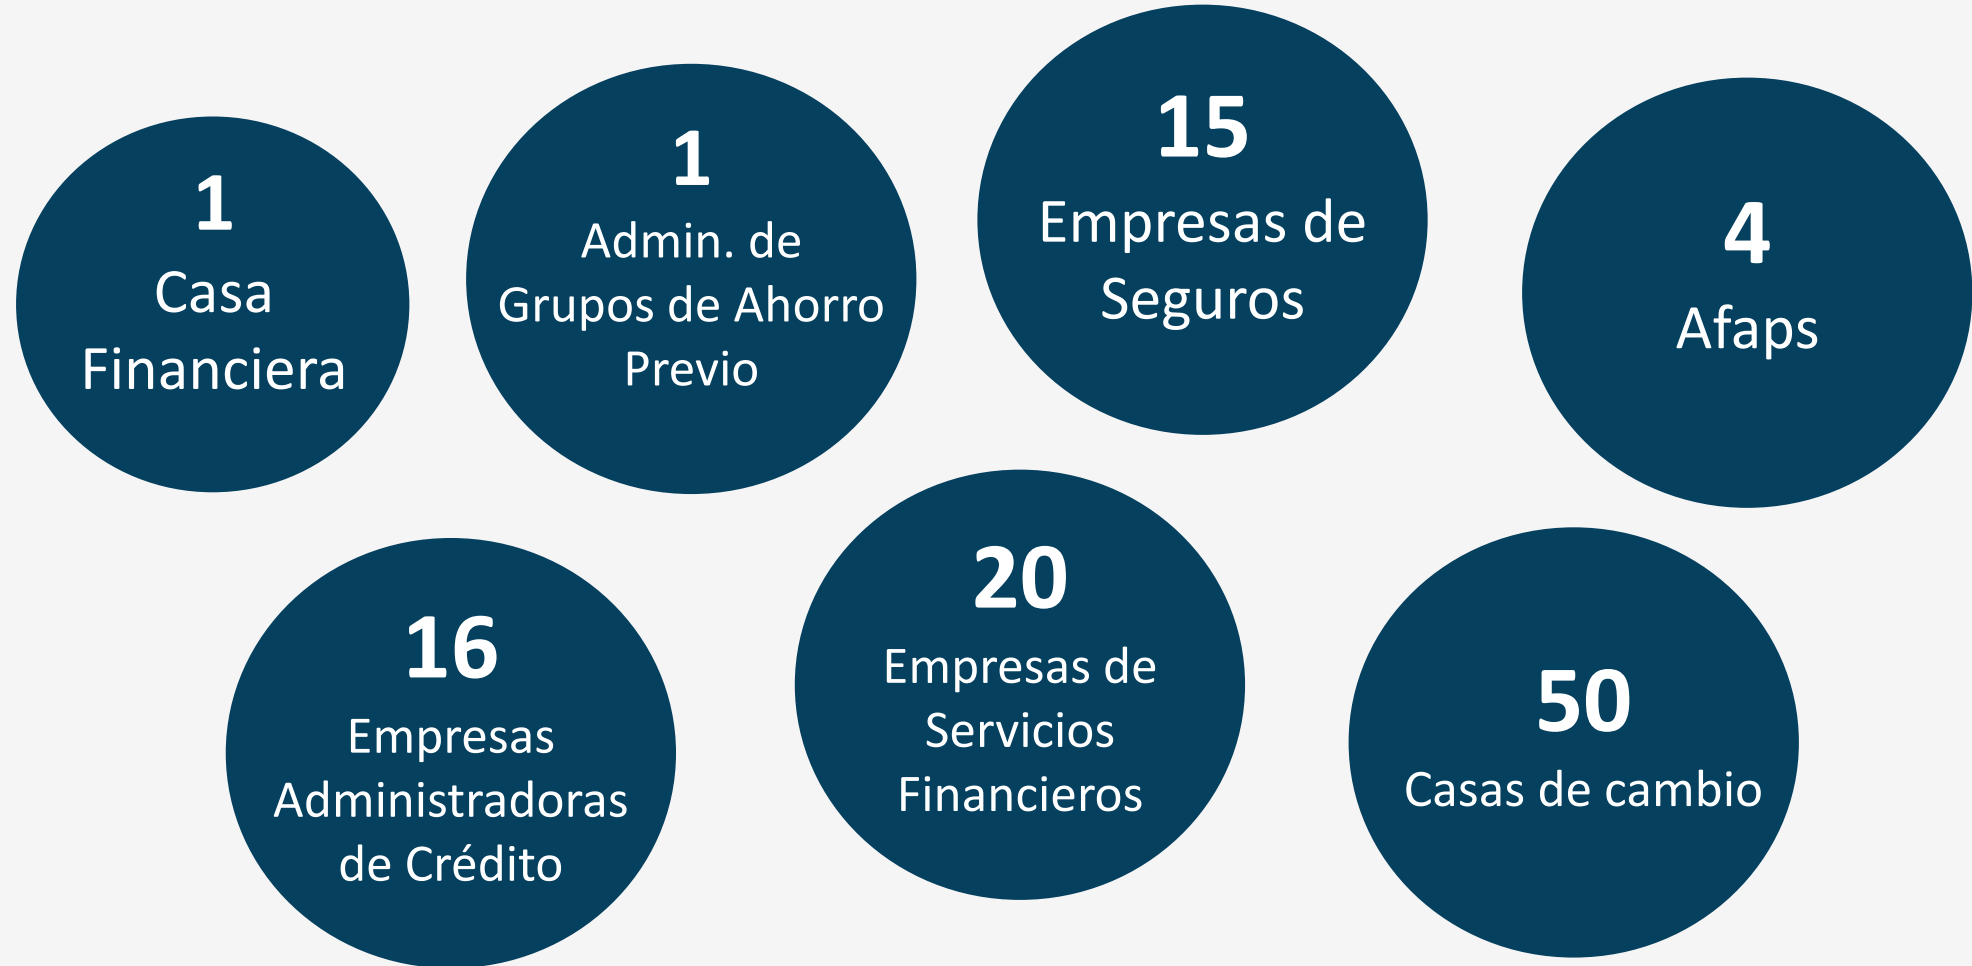 1
Casa
Financiera
1
Admin. de
Grupos de Ahorro
Previo
15
Empresas de
Seguros
4
Afaps
16
Empresas
Administradoras
de Crédito
20
Empresas de
Servicios
Financieros
50
Casas de cambio